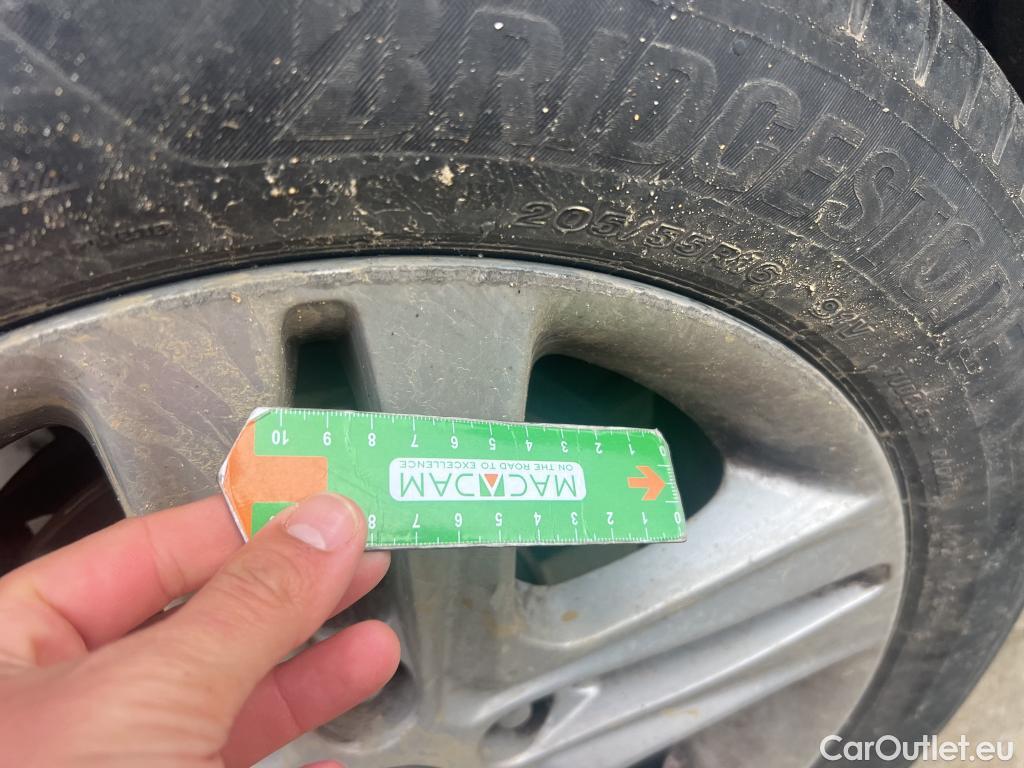 BRIDGESTONE
205/55R16 91V
TUBELESS
10 9 8 7 6 5 4 3 2 1 0
MACADAM
ON THE ROAD TO EXCELLENCE
8 7 6 5 4 3 2 1 0
CarOutlet.eu